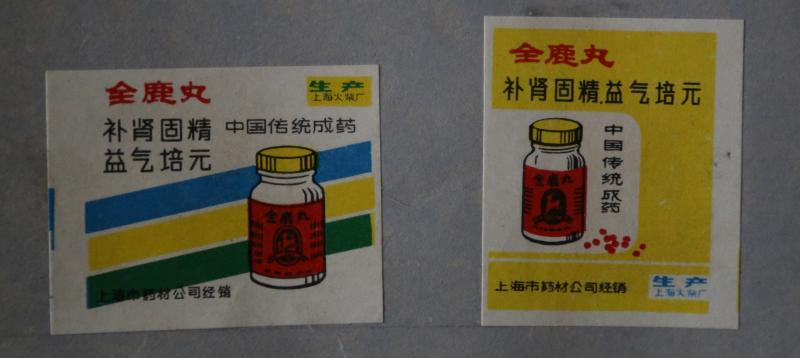 全鹿丸
生产
上海火柴厂
补肾固精
中国传统成药
益气培元
全鹿丸
上海市药材公司经销
全鹿丸
补肾固精.益气培元
中国传统成药
全鹿丸
上海市药材公司经销
生产
上海火柴厂